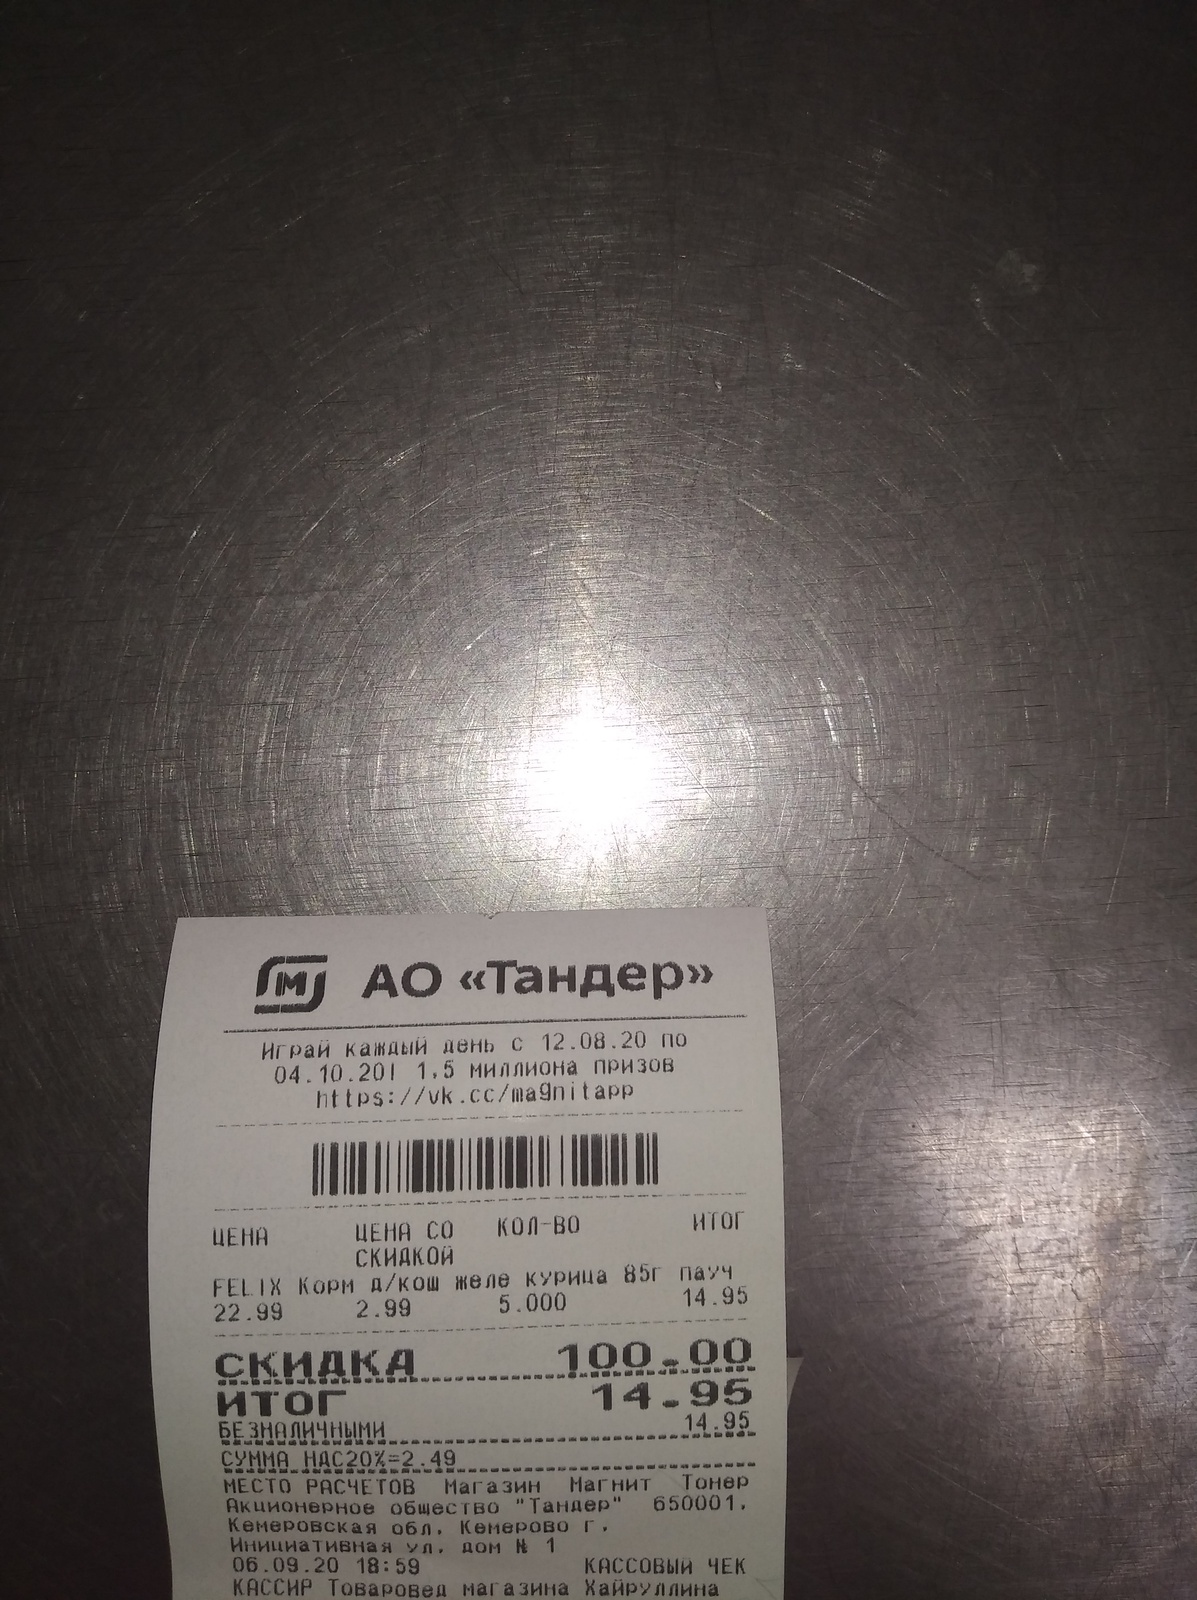 М АО «Тандер»
Играй каждый день с 12.08.20 по
04.10.20! 1,5 миллиона призов
https://vk.cc/magnitapp
ЦЕНА ЦЕНА СО СКИДКОЙ КОЛ-ВО ИТОГ
FELIX Корм д/кош желе курица 85г пауч
22.99 2.99 5.000 14.95
СКИДКА 100.00
ИТОГ 14.95
БЕЗНАЛИЧНЫМИ 14.95
СУММА НДС20%=2.49
МЕСТО РАСЧЕТОВ Магазин Магнит Тонер
Акционерное общество "Тандер" 650001,
Кемеровская обл, Кемерово г,
Инициативная ул, дом № 1
06.09.20 18:59 КАССОВЫЙ ЧЕК
КАССИР Товаровед магазина Хайруллина